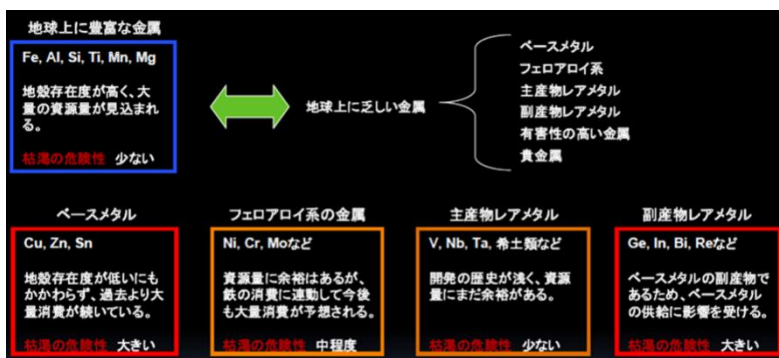 地球上に豊富な金属
Fe, Al, Si, Ti, Mn, Mg
地殻存在度が高く、大
量の資源量が見込まれ
る。
枯渇の危険性 少ない
地球上に乏しい金属
ベースメタル
フェロアロイ系
主産物レアメタル
副産物レアメタル
有害性の高い金属
貴金属
ベースメタル
Cu, Zn, Sn
地殻存在度が低いにも
かかわらず、過去より大
量消費が続いている。
枯渇の危険性 大きい
フェロアロイ系の金属
Ni, Cr, Moなど
資源量に余裕はあるが、
鉄の消費に連動して今後
も大量消費が予想される。
枯渇の危険性 中程度
主産物レアメタル
V, Nb, Ta, 希土類など
開発の歴史が浅く、資源
量にまだ余裕がある。
枯渇の危険性 少ない
副産物レアメタル
Ge, In, Bi, Reなど
ベースメタルの副産物で
あるため、ベースメタル
の供給に影響を受ける。
枯渇の危険性 大きい